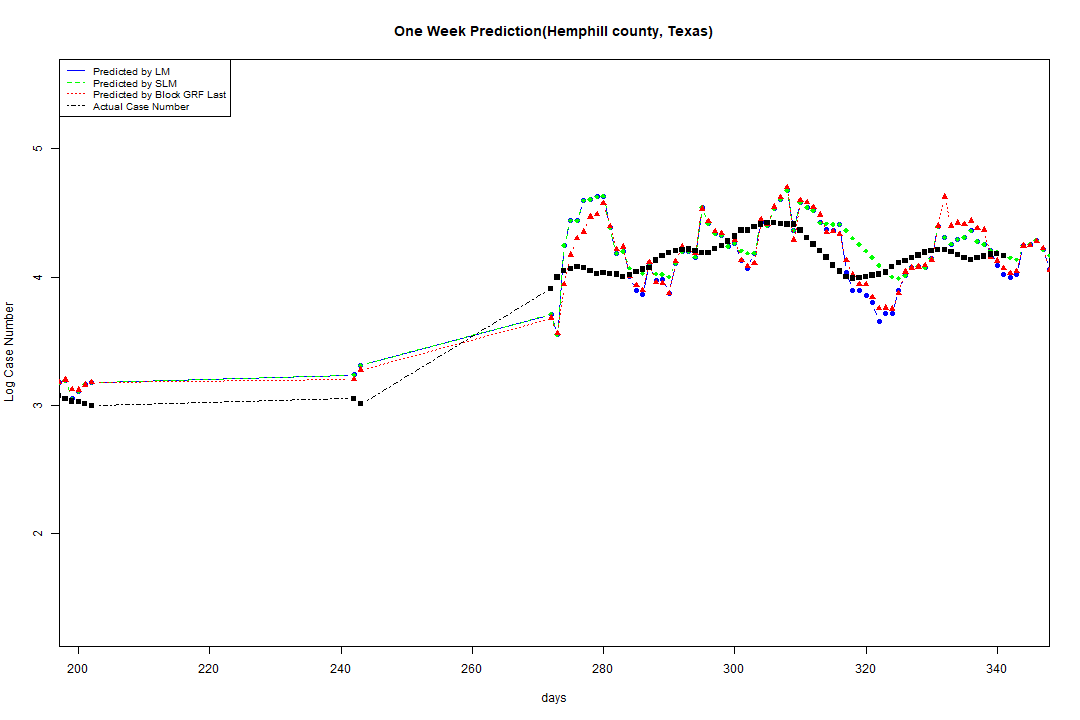 One Week Prediction(Hemphill county, Texas)
Predicted by LM
Predicted by SLM
Predicted by Block GRF Last
Actual Case Number
Log Case Number
5
4
3
2
200 220 240 260 280 300 320 340
days